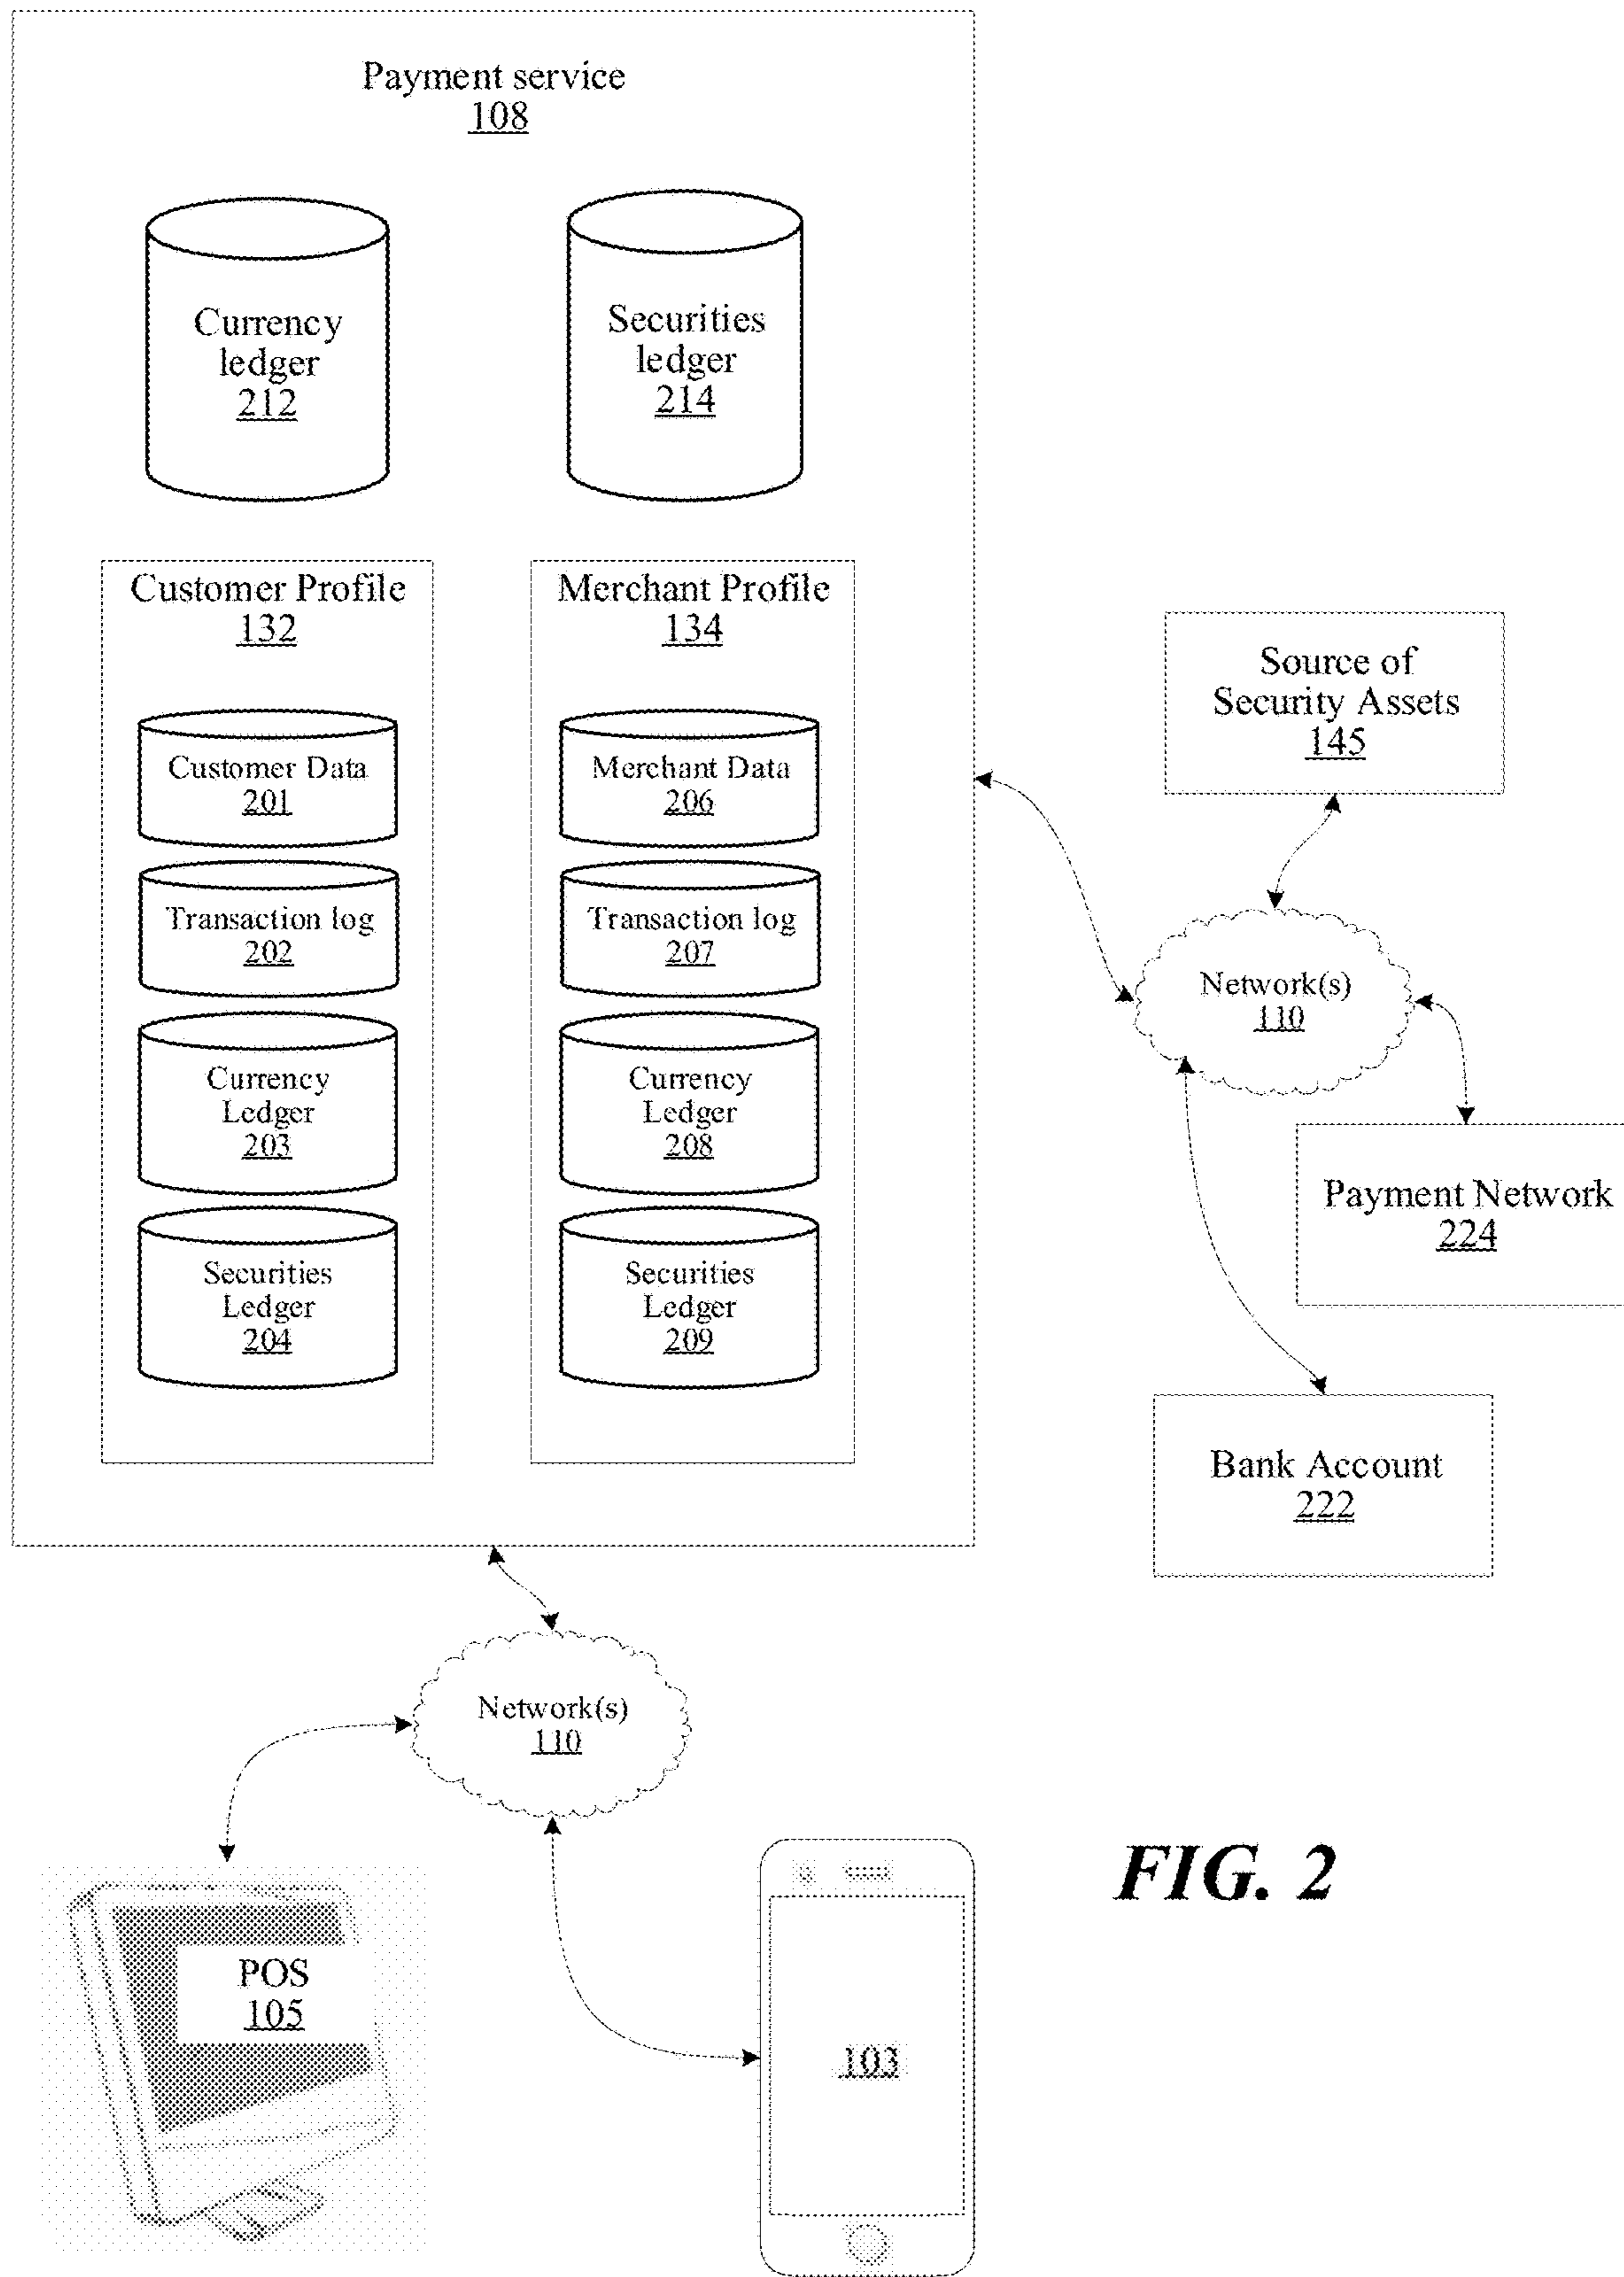 Payment service
108
Currency
ledger
212
Securities
ledger
214
Customer Profile
132
Customer Data
201
Transaction log
202
Currency
Ledger
203
Securities
Ledger
204
Merchant Profile
134
Merchant Data
206
Transaction log
207
Currency
Ledger
208
Securities
Ledger
209
Source of
Security Assets
145
Network(s)
110
Payment Network
224
Bank Account
222
Network(s)
110
POS
105
103
FIG. 2